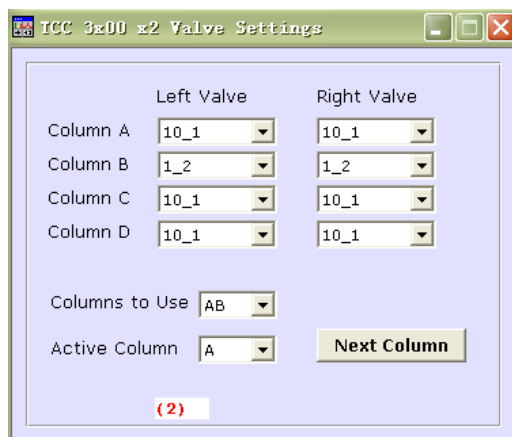 TCC 3x00 x2 Valve Settings
Left Valve Right Valve
Column A 10_1 10_1
Column B 1_2 1_2
Column C 10_1 10_1
Column D 10_1 10_1
Columns to Use AB
Active Column A Next Column
(2)